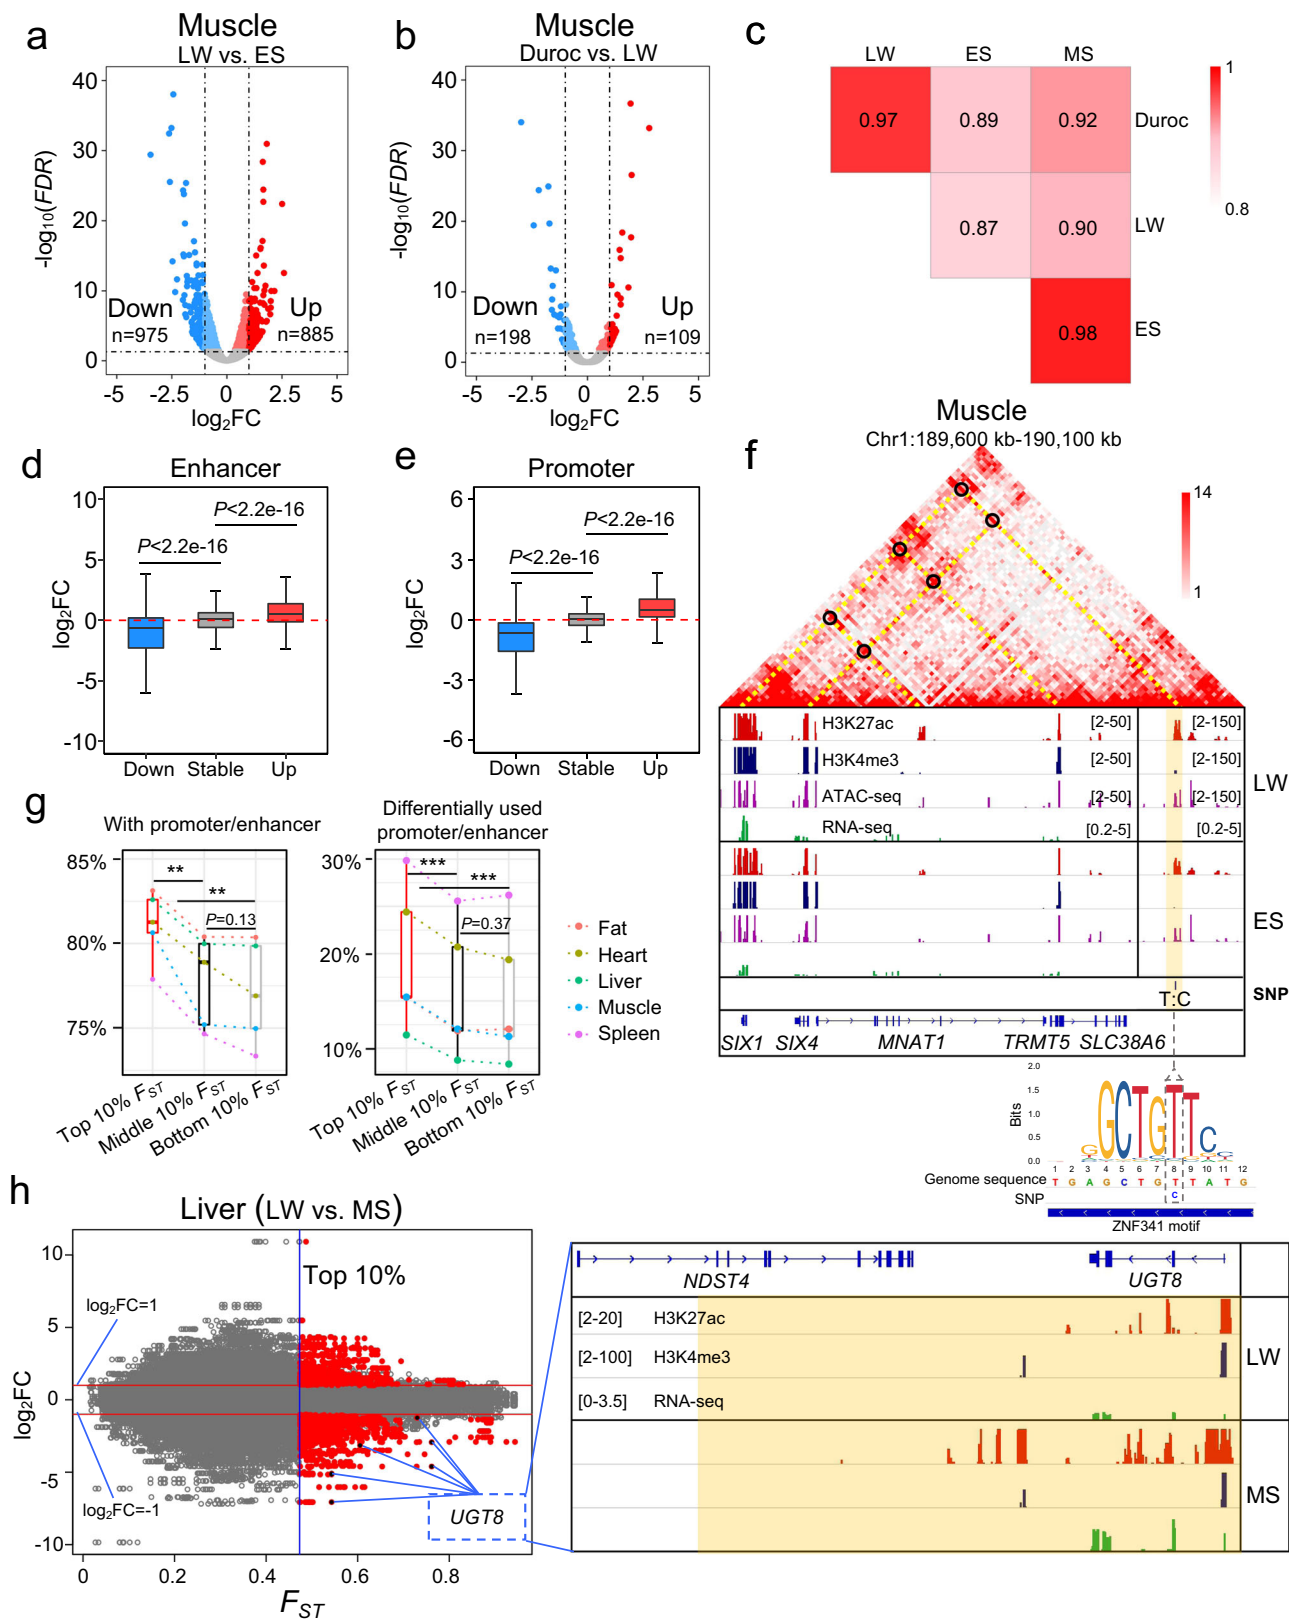 a
Muscle
LW vs. ES
-log10(FDR)
40
30
20
10
0
Down
n=975
Up
n=885
-5
-2.5
0
2.5
5
log2FC
b
Muscle
Duroc vs. LW
-log10(FDR)
40
30
20
10
0
Down
n=198
Up
n=109
-5
-2.5
0
2.5
5
log2FC
c
LW
ES
MS
0.97
0.89
0.92
Duroc
0.87
0.90
LW
0.98
ES
1
0.8
d
Enhancer
log2FC
10
5
0
-5
-10
P<2.2e-16
P<2.2e-16
Down
Stable
Up
e
Promoter
log2FC
6
3
0
-3
-6
P<2.2e-16
P<2.2e-16
Down
Stable
Up
f
Muscle
Chr1:189,600 kb-190,100 kb
14
1
H3K27ac
[2-50]
[2-150]
H3K4me3
[2-50]
[2-150]
ATAC-seq
[2-50]
[2-150]
RNA-seq
[0.2-5]
[0.2-5]
LW
ES
T:C
SNP
SIX1
SIX4
MNAT1
TRMT5
SLC38A6
Bits
2.0
1.5
1.0
0.5
0.0
GCTGTTC
1 2 3 4 5 6 7 8 9 10 11 12
Genome sequence
T G A G C T G T T A T G
SNP
C
ZNF341 motif
g
With promoter/enhancer
85%
80%
75%
**
**
P=0.13
Top 10% FST
Middle 10% FST
Bottom 10% FST
Differentially used
promoter/enhancer
30%
20%
10%
***
***
P=0.37
Top 10% FST
Middle 10% FST
Bottom 10% FST
Fat
Heart
Liver
Muscle
Spleen
h
Liver (LW vs. MS)
log2FC
10
5
0
-5
-10
Top 10%
log2FC=1
log2FC=-1
UGT8
0
0.2
0.4
0.6
0.8
FST
NDST4
UGT8
[2-20]
H3K27ac
[2-100]
H3K4me3
[0-3.5]
RNA-seq
LW
MS